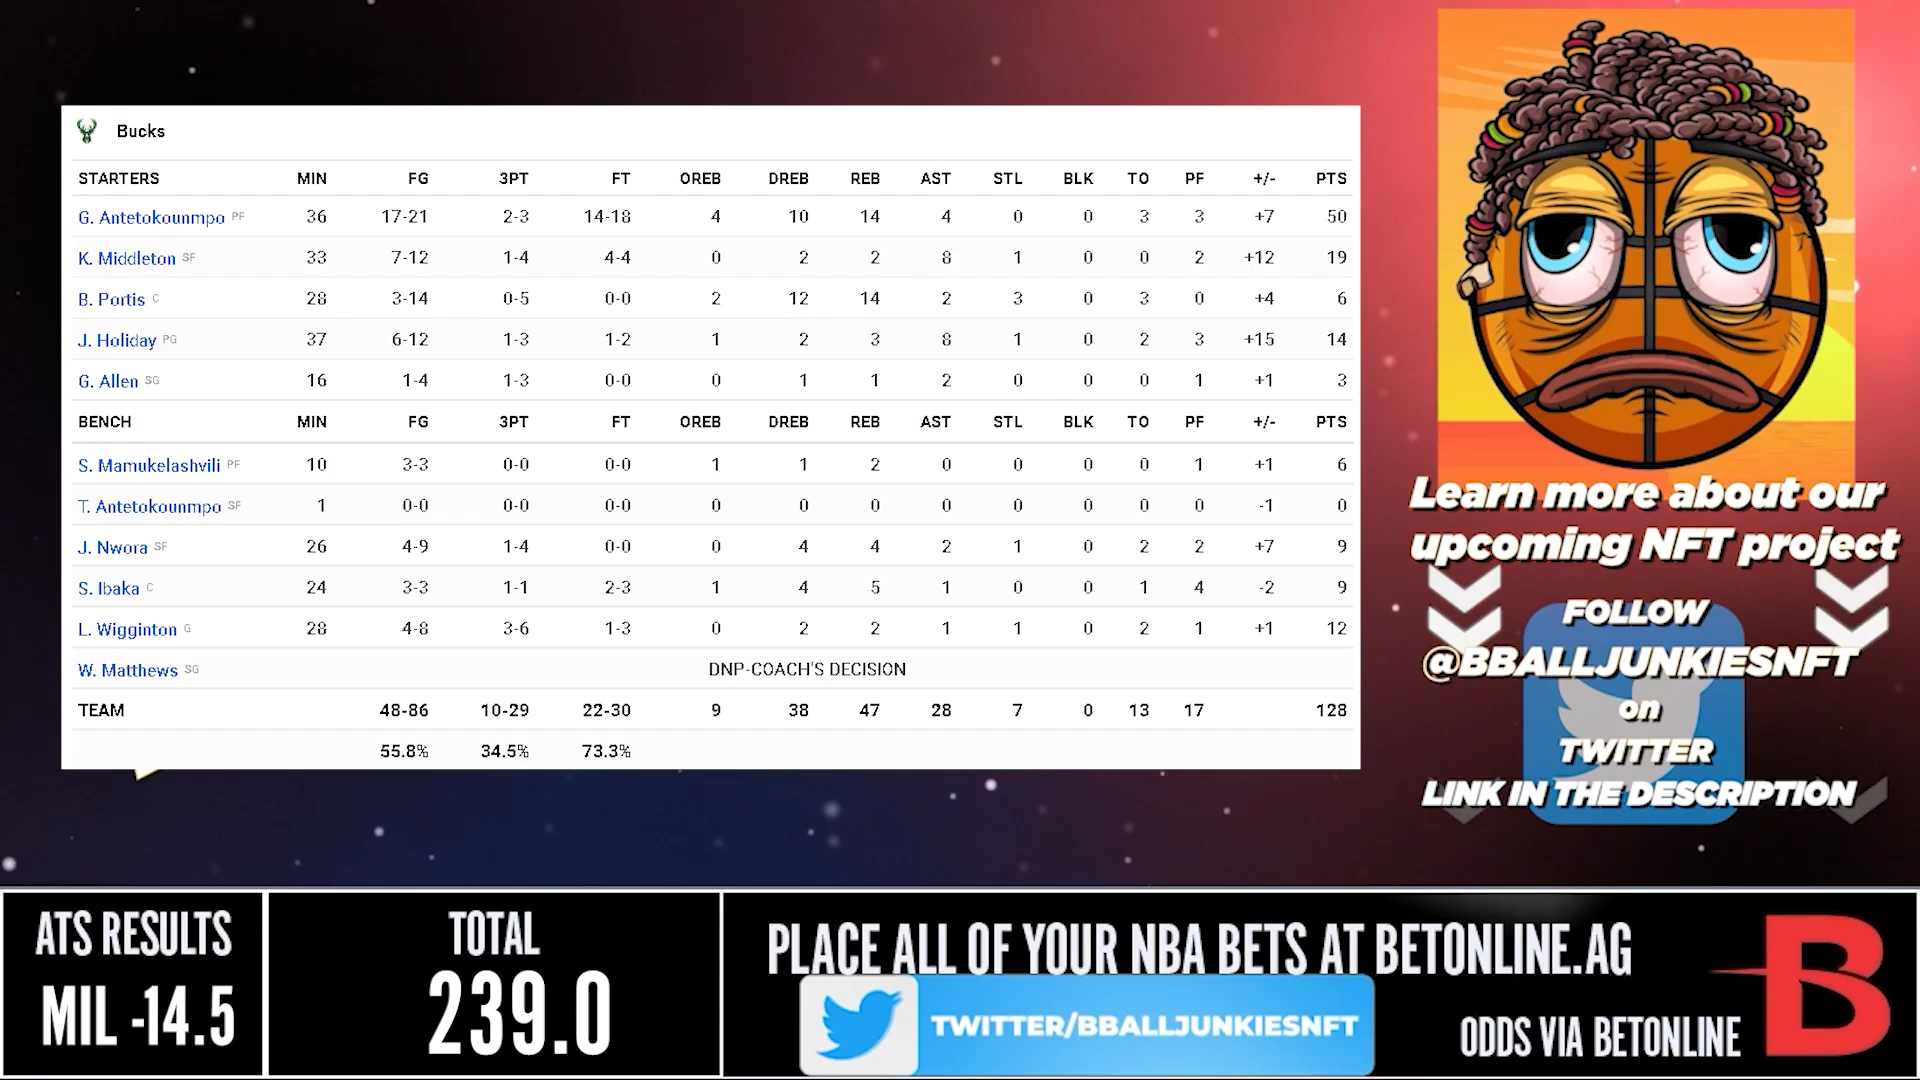 Bucks
STARTERS MIN FG 3PT FT OREB DREB REB AST STL BLK TO PF +/- PTS
G. Antetokounmpo PF 36 17-21 2-3 14-18 4 10 14 4 0 0 3 3 +7 50
K. Middleton SF 33 7-12 1-4 4-4 0 2 2 8 1 0 0 2 +12 19
B. Portis C 28 3-14 0-5 0-0 2 12 14 2 3 0 3 0 +4 6
J. Holiday PG 37 6-12 1-3 1-2 1 2 3 8 1 0 2 3 +15 14
G. Allen SG 16 1-4 1-3 0-0 0 1 1 2 0 0 0 1 +1 3
BENCH MIN FG 3PT FT OREB DREB REB AST STL BLK TO PF +/- PTS
S. Mamukelashvili PF 10 3-3 0-0 0-0 1 1 2 0 0 0 0 1 +1 6
T. Antetokounmpo SF 1 0-0 0-0 0-0 0 0 0 0 0 0 0 0 -1 0
J. Nwora SF 26 4-9 1-4 0-0 0 4 4 2 1 0 2 2 +7 9
S. Ibaka C 24 3-3 1-1 2-3 1 4 5 1 0 0 1 4 -2 9
L. Wigginton G 28 4-8 3-6 1-3 0 2 2 1 1 0 2 1 +1 12
W. Matthews SG DNP-COACH'S DECISION
TEAM 48-86 10-29 22-30 9 38 47 28 7 0 13 17 128
55.8% 34.5% 73.3%
Learn more about our
upcoming NFT project
FOLLOW
@BBALLJUNKIESNFT
on
TWITTER
LINK IN THE DESCRIPTION
ATS RESULTS
MIL -14.5
TOTAL
239.0
PLACE ALL OF YOUR NBA BETS AT BETONLINE.AG
TWITTER/BBALLJUNKIESNFT
ODDS VIA BETONLINE
B